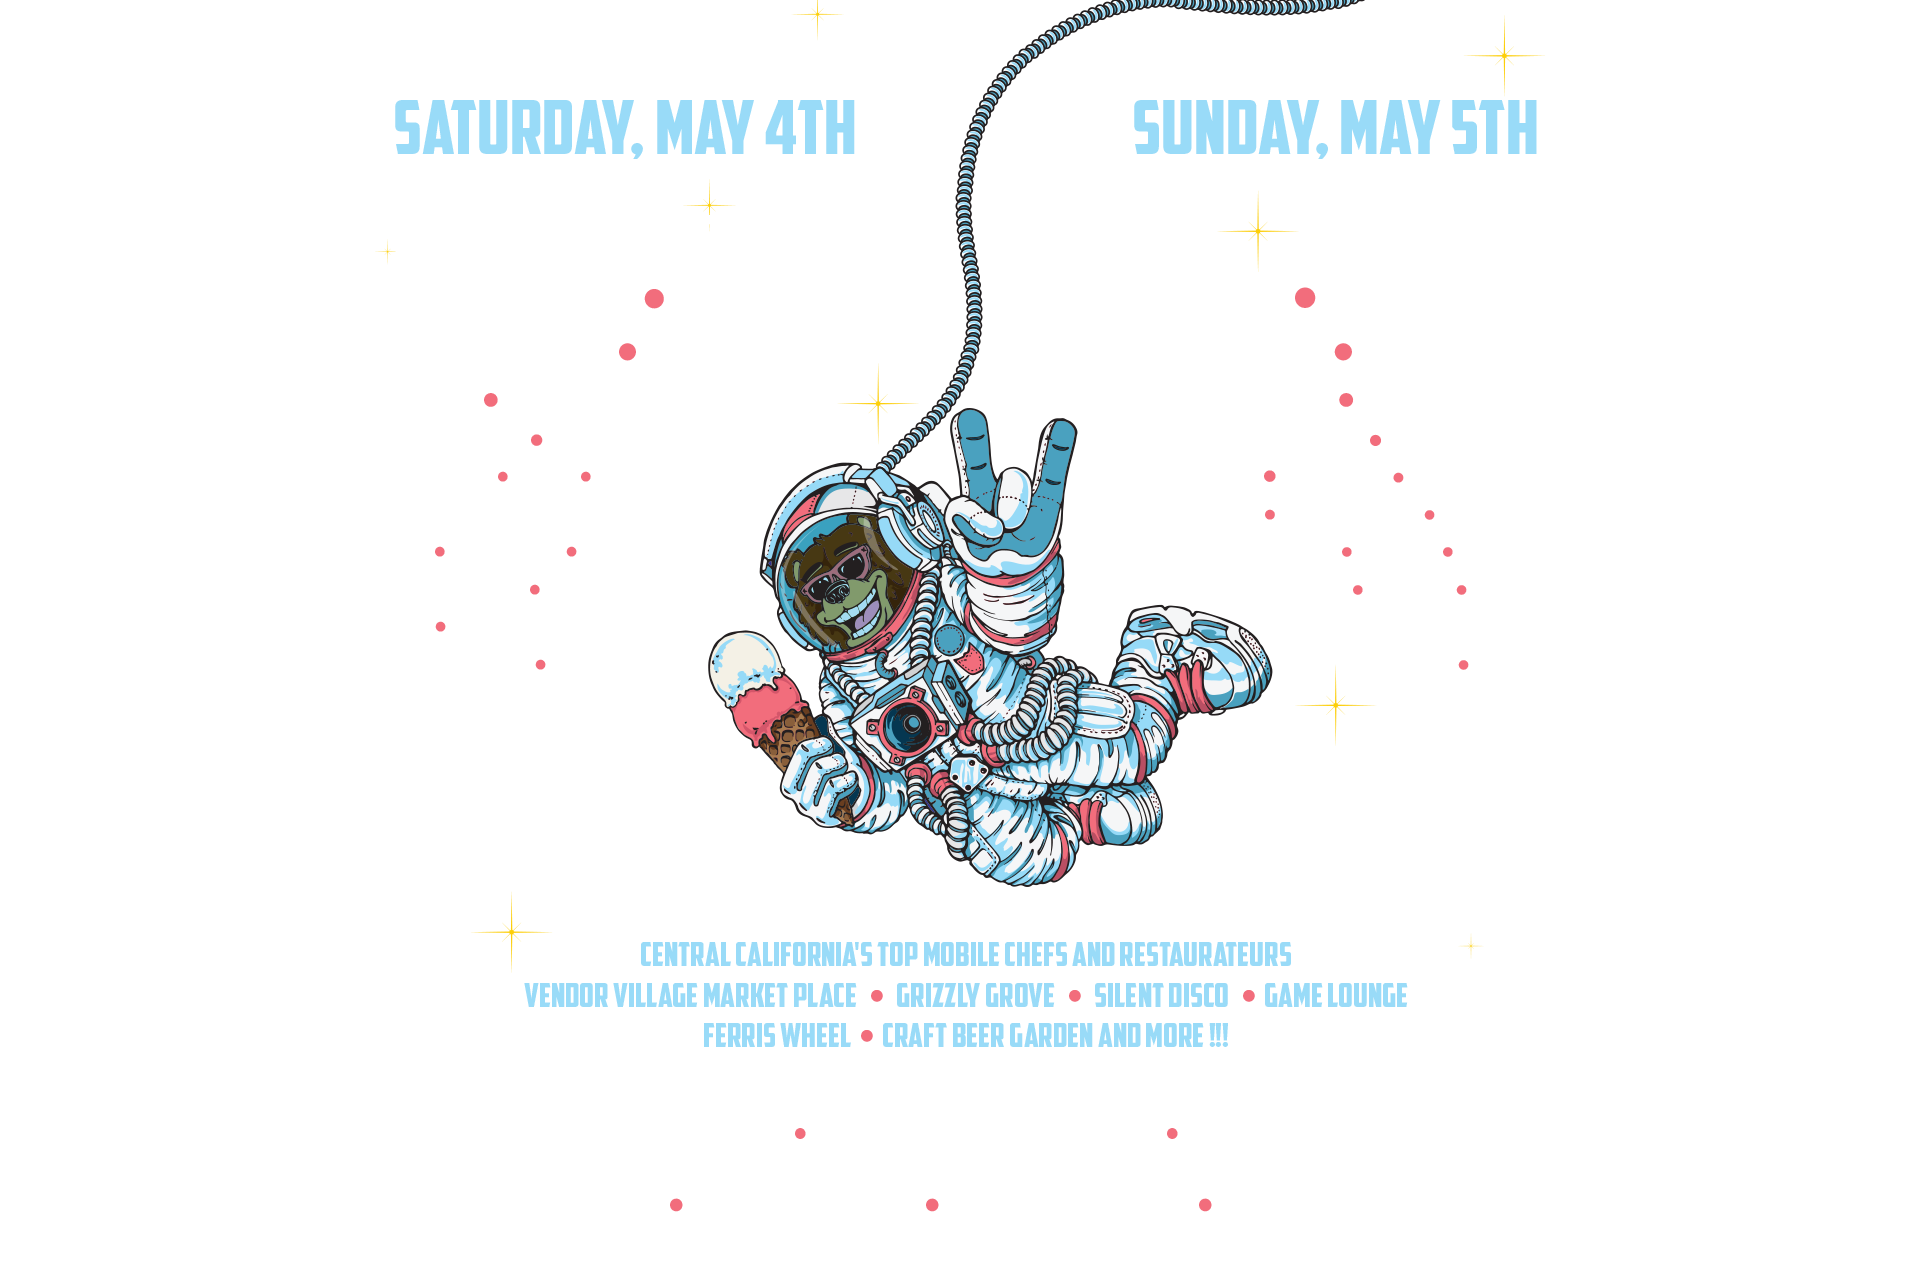 SATURDAY, MAY 4TH
SUNDAY, MAY 5TH
CENTRAL CALIFORNIA'S TOP MOBILE CHEFS AND RESTAURATEURS
VENDOR VILLAGE MARKET PLACE • GRIZZLY GROVE • SILENT DISCO • GAME LOUNGE
FERRIS WHEEL • CRAFT BEER GARDEN AND MORE !!!